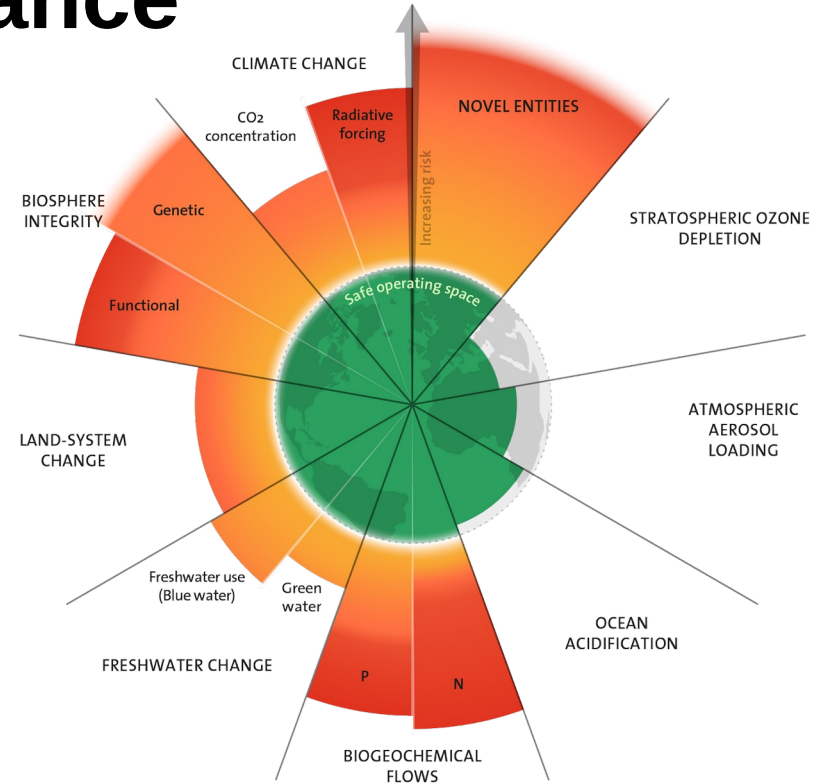 ance
CLIMATE CHANGE
CO2
concentration
Radiative
forcing
NOVEL ENTITIES
Increasing risk
BIOSPHERE
INTEGRITY
Genetic
Functional
STRATOSPHERIC OZONE
DEPLETION
Safe operating space
LAND-SYSTEM
CHANGE
ATMOSPHERIC
AEROSOL
LOADING
Freshwater use
(Blue water)
Green
water
FRESHWATER CHANGE
OCEAN
ACIDIFICATION
P
N
BIOGEOCHEMICAL
FLOWS